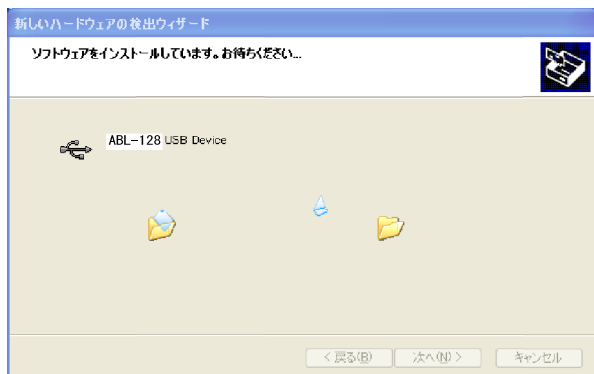 新しいハードウェアの検出ウィザード
ソフトウェアをインストールしています。お待ちください...
ABL-128 USB Device
< 戻る(B)
次へ(N) >
キャンセル